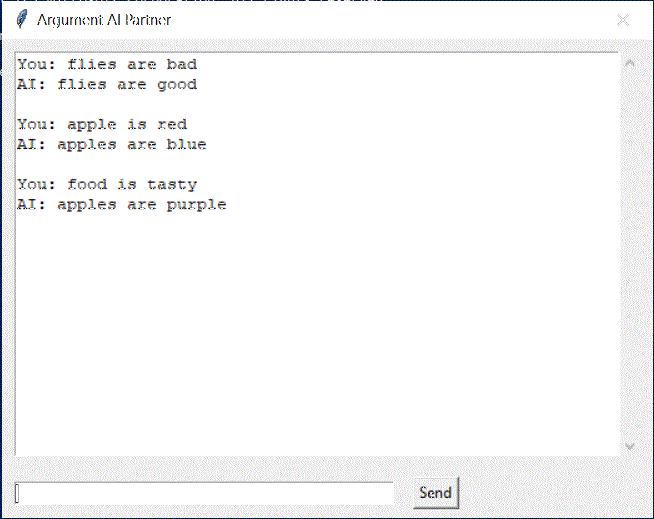 Argument AI Partner
You: flies are bad
AI: flies are good
You: apple is red
AI: apples are blue
You: food is tasty
AI: apples are purple
Send